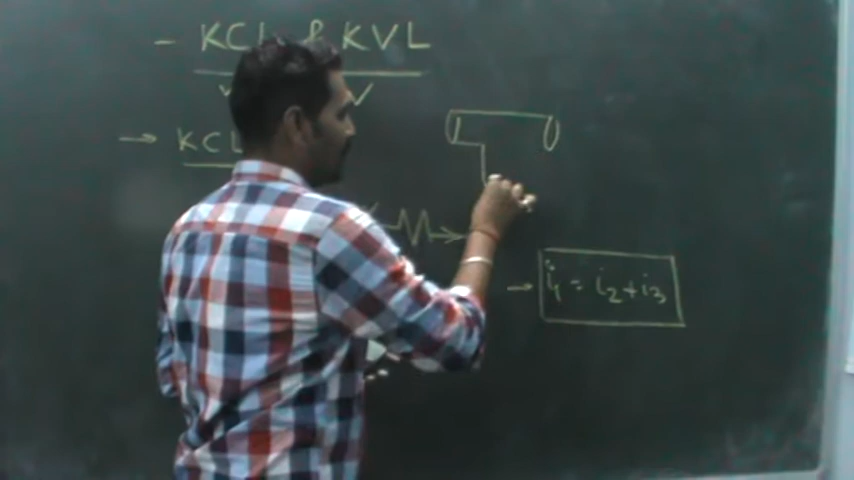 - KCL & KVL
→ KCL
→ i₁ = i₂ + i₃